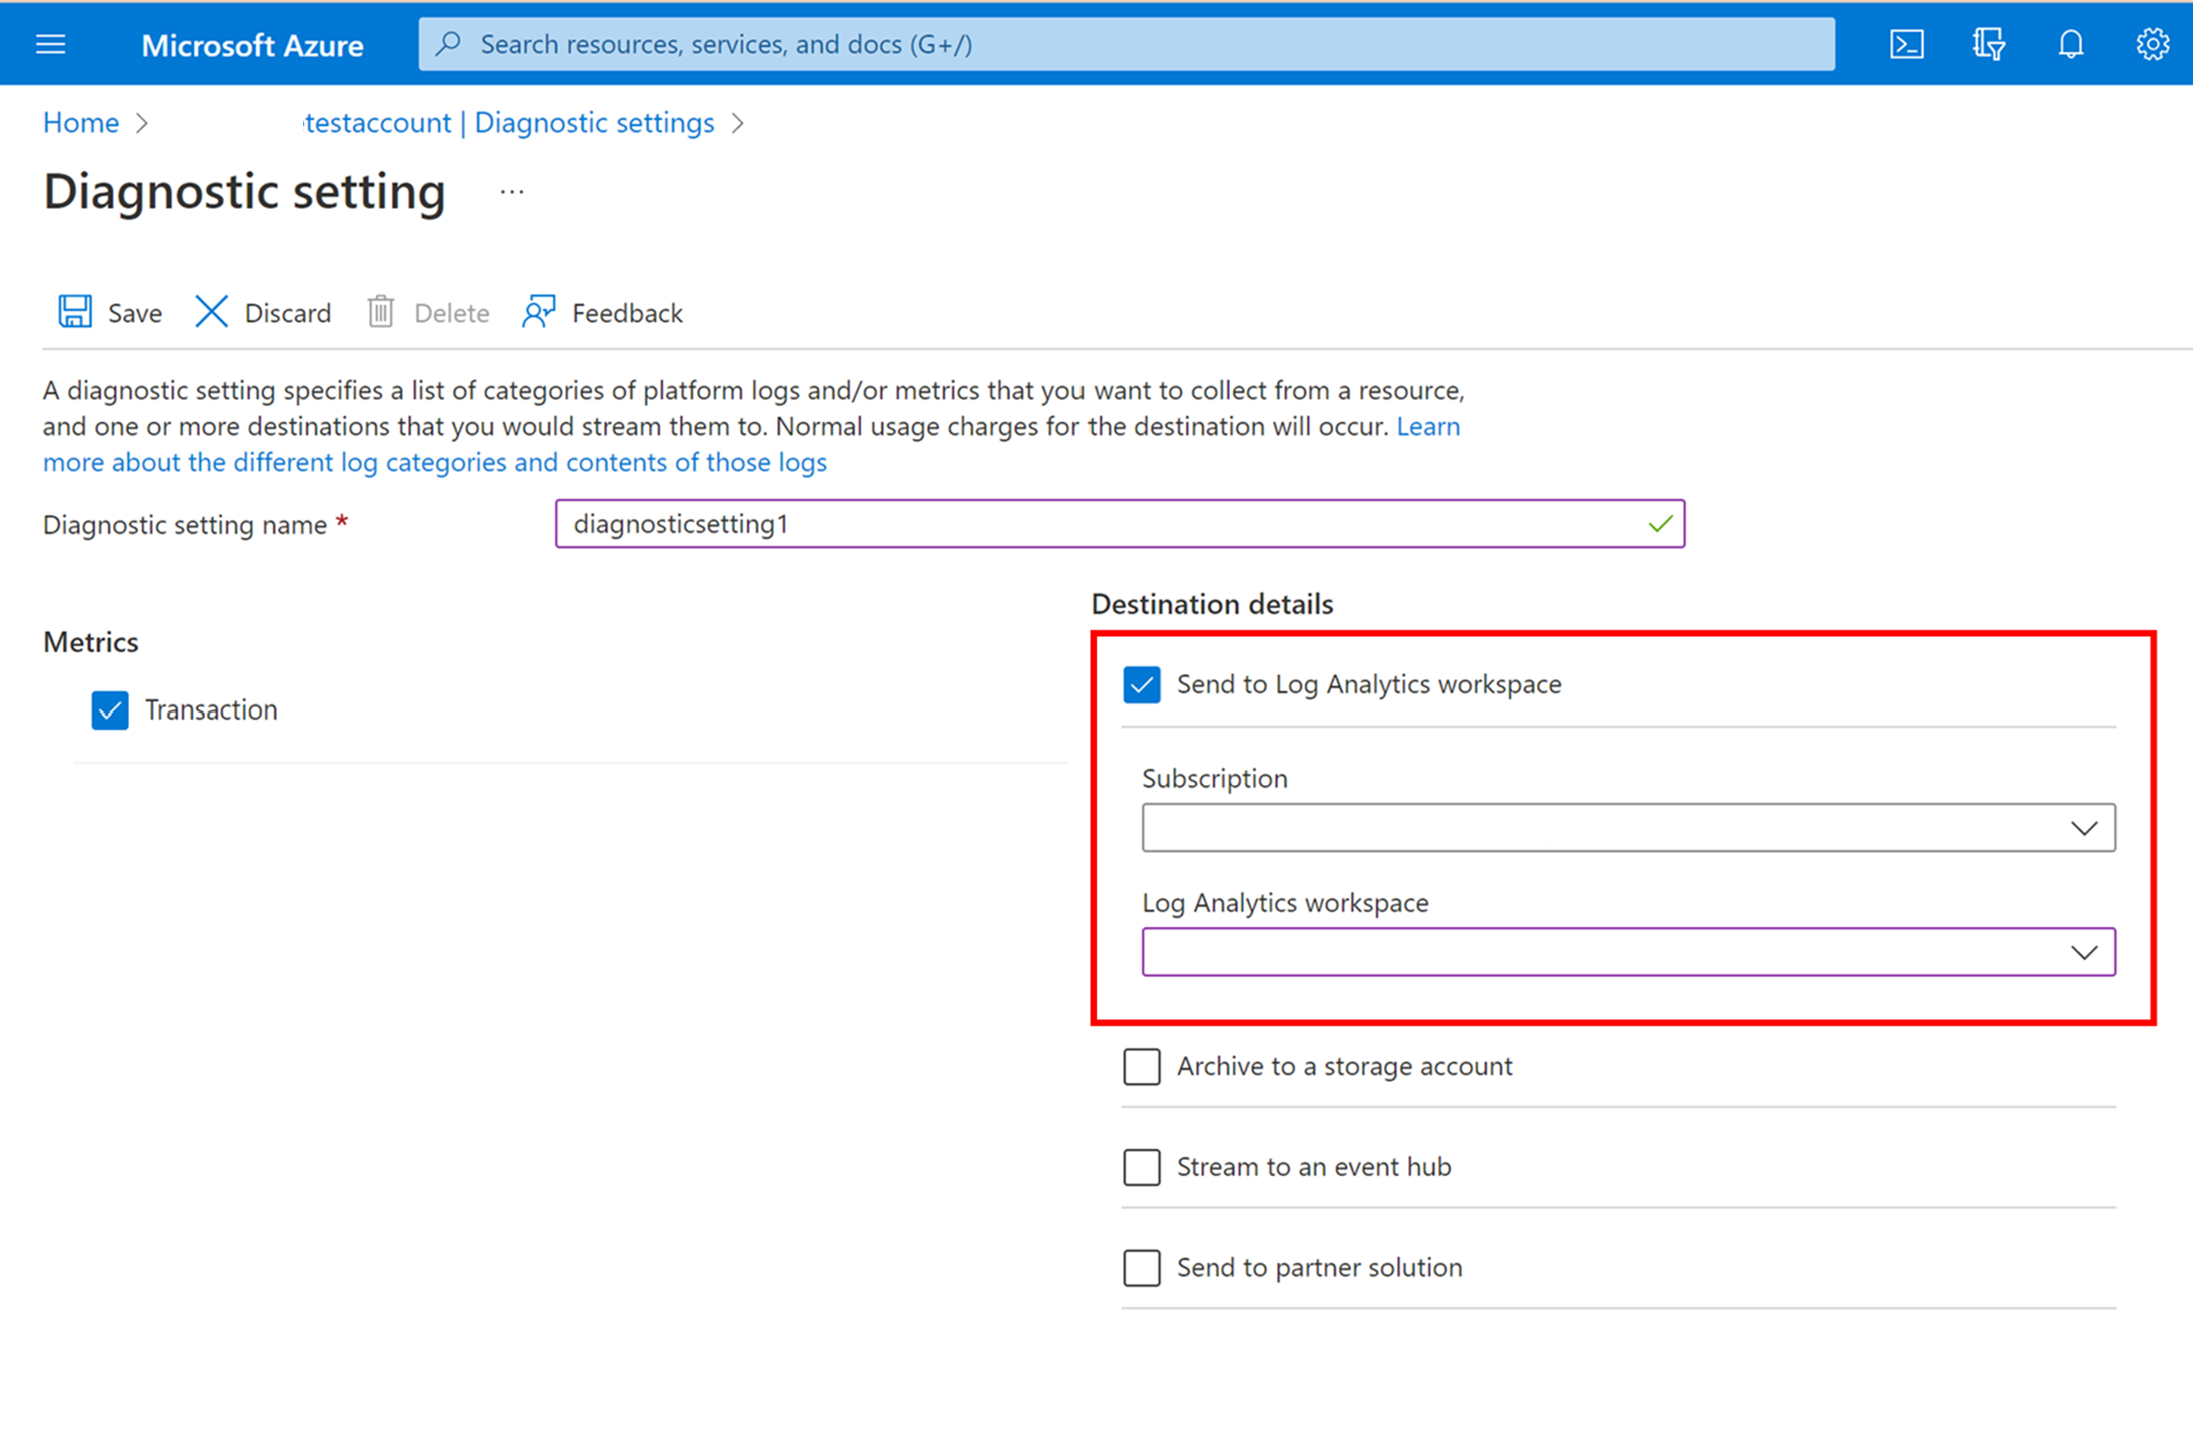 Microsoft Azure
Search resources, services, and docs (G+/)
Home > testaccount | Diagnostic settings >
Diagnostic setting ...
Save Discard Delete Feedback
A diagnostic setting specifies a list of categories of platform logs and/or metrics that you want to collect from a resource,
and one or more destinations that you would stream them to. Normal usage charges for the destination will occur. Learn
more about the different log categories and contents of those logs
Diagnostic setting name *
diagnosticsetting1
Metrics
Transaction
Destination details
Send to Log Analytics workspace
Subscription
Log Analytics workspace
Archive to a storage account
Stream to an event hub
Send to partner solution